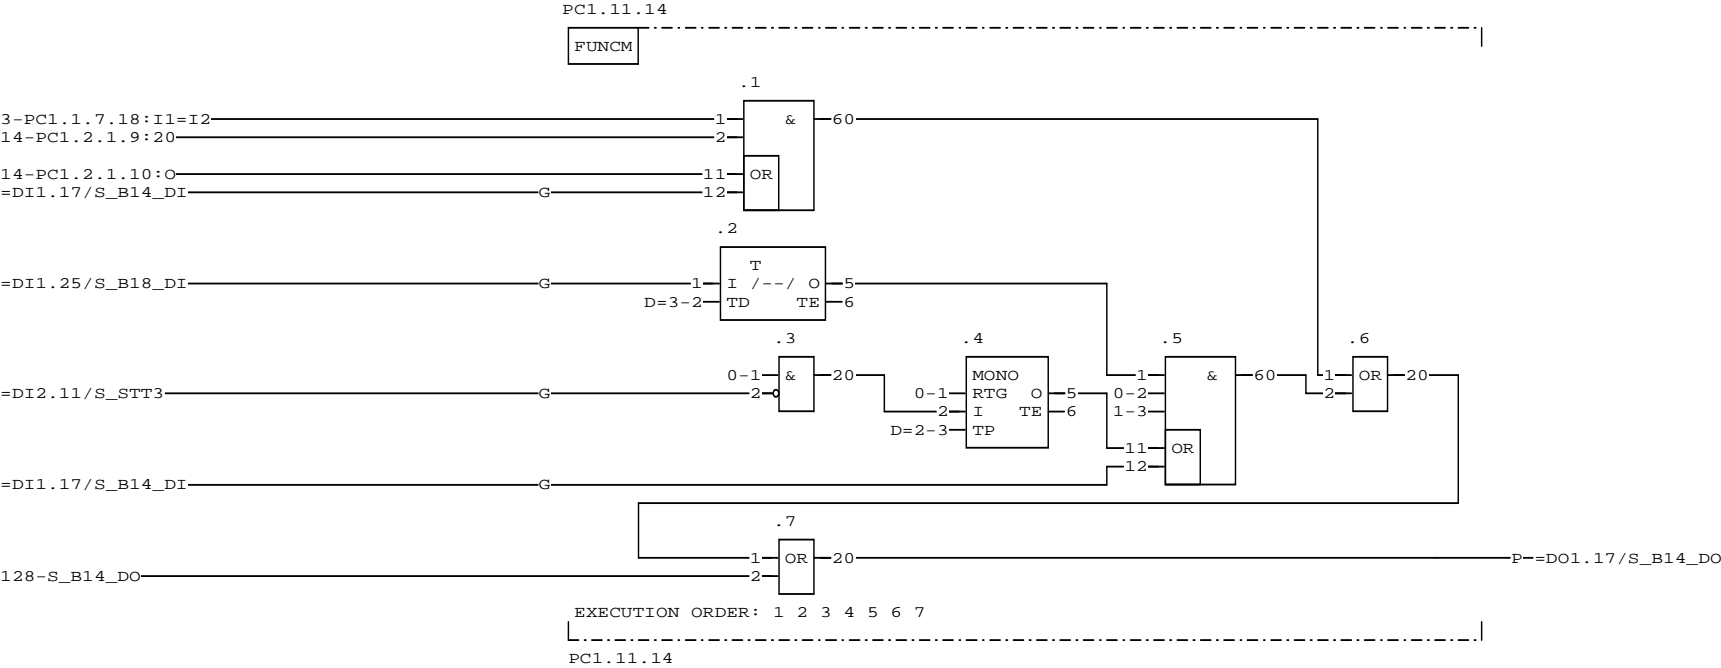 PC1.11.14
FUNCM
.1
3-PC1.1.7.18:I1=I2 1 & 60
14-PC1.2.1.9:20 2
14-PC1.2.1.10:O 11 OR
=DI1.17/S_B14_DI G 12
.2
T
=DI1.25/S_B18_DI G 1 I /--/ O 5
D=3-2 TD TE 6
.3 .4 .5 .6
0-1 & 20 MONO 1 & 60 1 OR 20
=DI2.11/S_STT3 G 2 0-1 RTG O 5 0-2 2
2 I TE 6 1-3
D=2-3 TP
11 OR
12
=DI1.17/S_B14_DI G
.7
1 OR 20 P =DO1.17/S_B14_DO
128-S_B14_DO 2
EXECUTION ORDER: 1 2 3 4 5 6 7
PC1.11.14